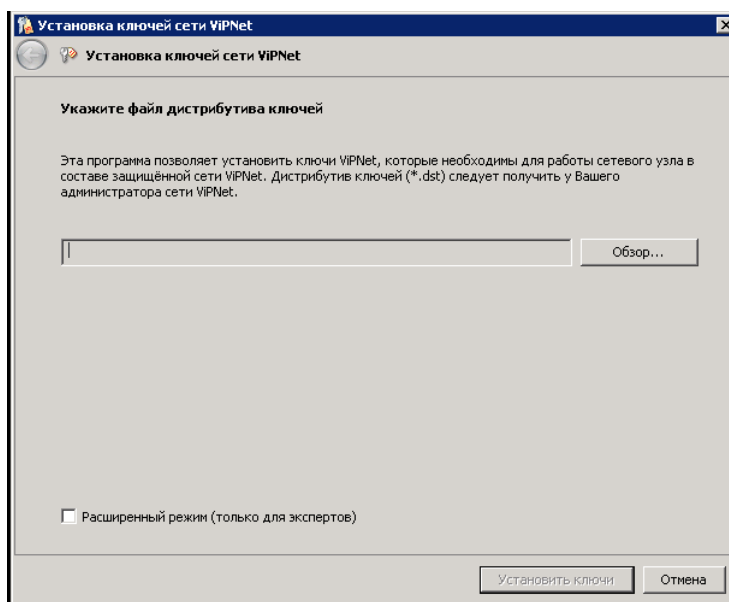 Установка ключей сети ViPNet
Установка ключей сети ViPNet
Укажите файл дистрибутива ключей
Эта программа позволяет установить ключи ViPNet, которые необходимы для работы сетевого узла в
составе защищённой сети ViPNet. Дистрибутив ключей (*.dst) следует получить у Вашего
администратора сети ViPNet.
Обзор...
Расширенный режим (только для экспертов)
Установить ключи
Отмена